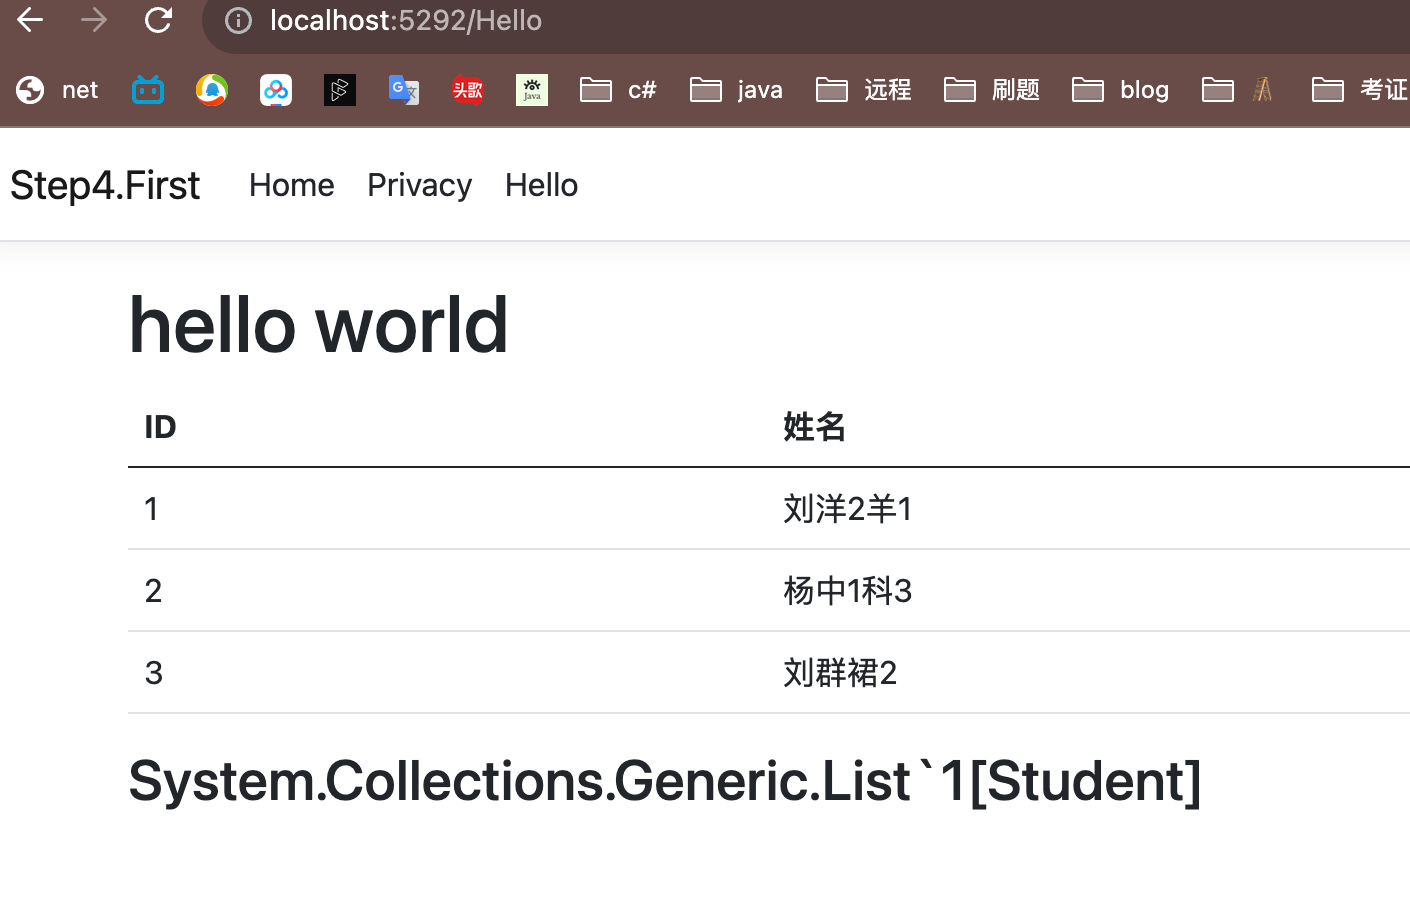 localhost:5292/Hello
net 头歌 Java c# java 远程 刷题 blog 考证
Step4.First Home Privacy Hello
hello world
ID 姓名
1 刘洋2羊1
2 杨中1科3
3 刘群裙2
System.Collections.Generic.List`1[Student]